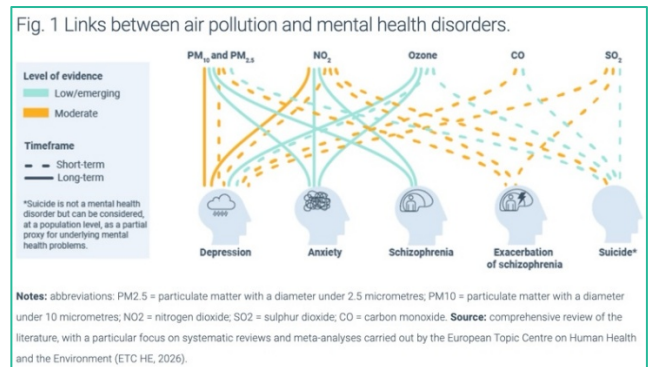 Fig. 1 Links between air pollution and mental health disorders.
PM₁₀ and PM₂.₅
NO₂
Ozone
CO
SO₂
Level of evidence
Low/emerging
Moderate
Timeframe
Short-term
Long-term
*Suicide is not a mental health
disorder but can be considered,
at a population level, as a partial
proxy for underlying mental
health problems.
Depression
Anxiety
Schizophrenia
Exacerbation
of schizophrenia
Suicide*
Notes: abbreviations: PM2.5 = particulate matter with a diameter under 2.5 micrometres; PM10 = particulate matter with a diameter
under 10 micrometres; NO2 = nitrogen dioxide; SO2 = sulphur dioxide; CO = carbon monoxide. Source: comprehensive review of the
literature, with a particular focus on systematic reviews and meta-analyses carried out by the European Topic Centre on Human Health
and the Environment (ETC HE, 2026).